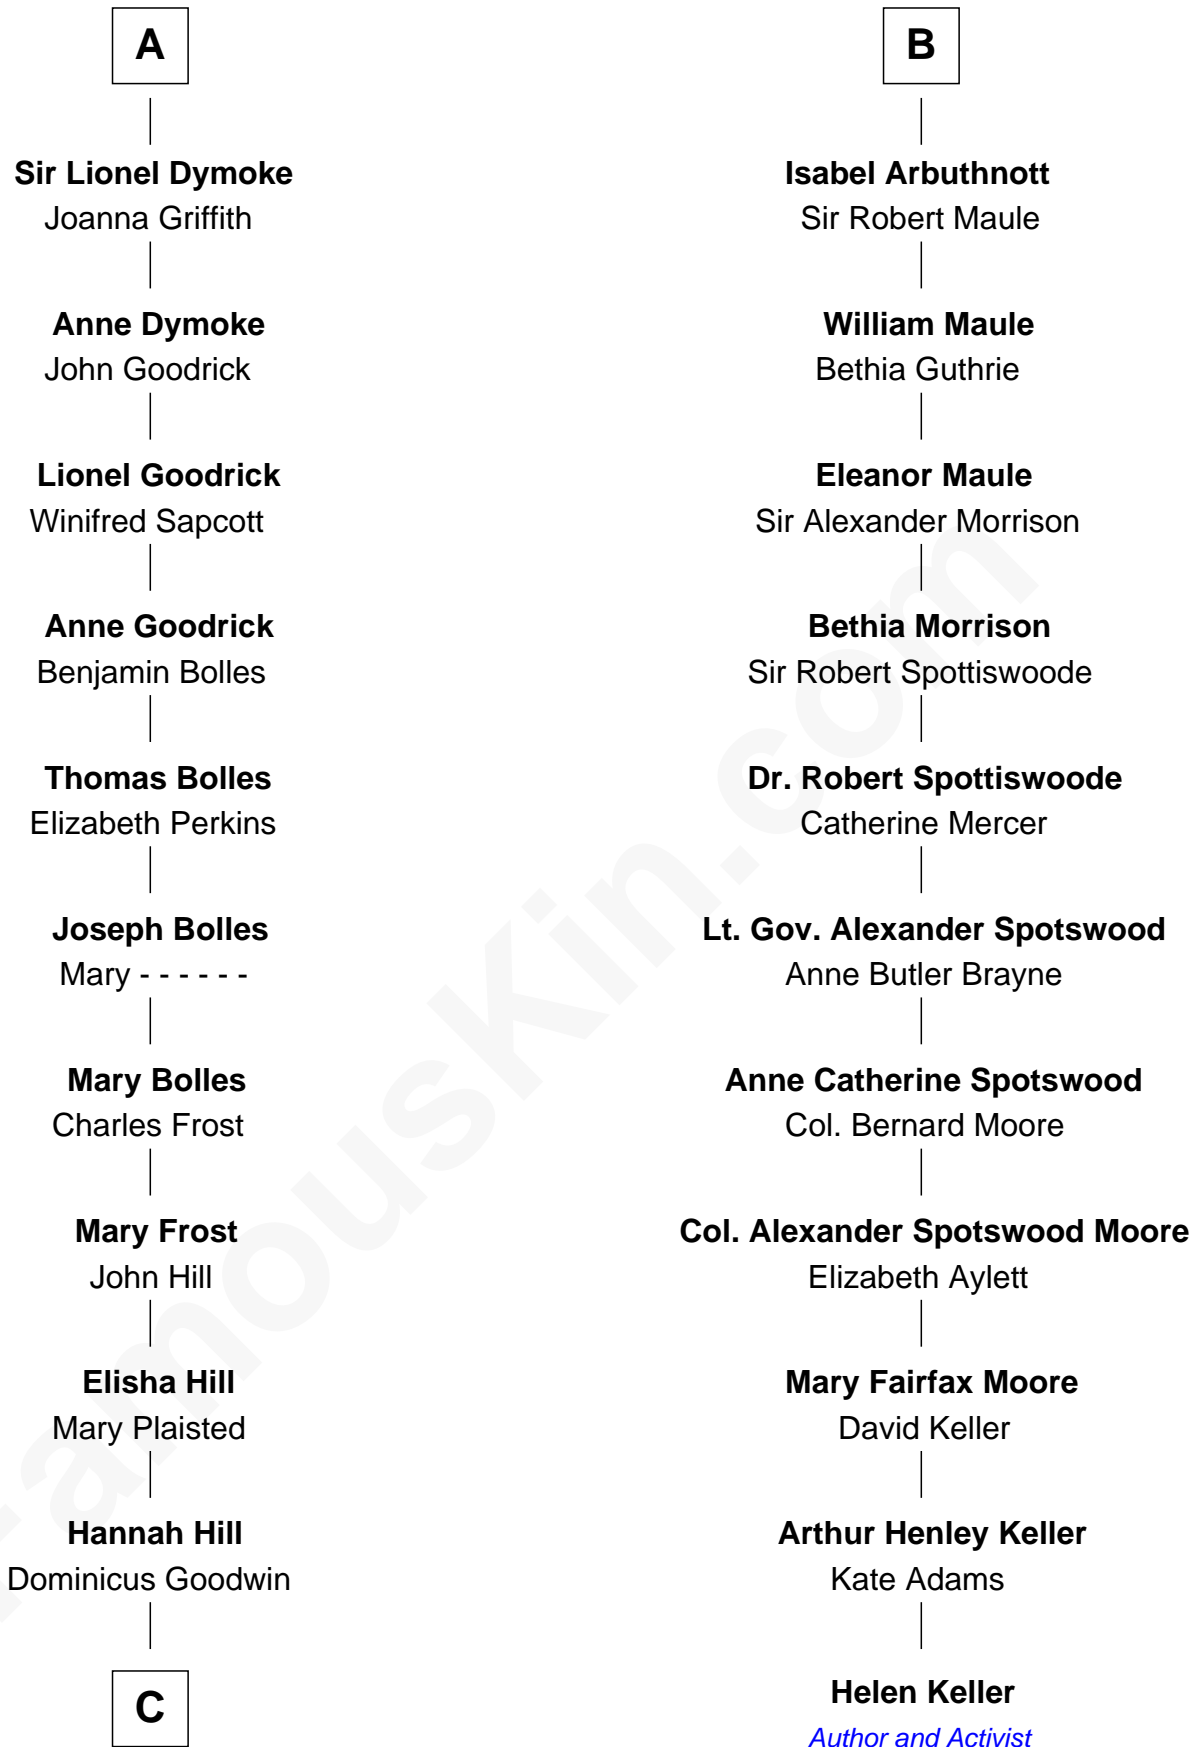 A
Sir Lionel Dymoke
Joanna Griffith
Anne Dymoke
John Goodrick
Lionel Goodrick
Winifred Sapcott
Anne Goodrick
Benjamin Bolles
Thomas Bolles
Elizabeth Perkins
Joseph Bolles
Mary - - - - - -
Mary Bolles
Charles Frost
Mary Frost
John Hill
Elisha Hill
Mary Plaisted
Hannah Hill
Dominicus Goodwin
C
B
Isabel Arbuthnott
Sir Robert Maule
William Maule
Bethia Guthrie
Eleanor Maule
Sir Alexander Morrison
Bethia Morrison
Sir Robert Spottiswoode
Dr. Robert Spottiswoode
Catherine Mercer
Lt. Gov. Alexander Spotswood
Anne Butler Brayne
Anne Catherine Spotswood
Col. Bernard Moore
Col. Alexander Spotswood Moore
Elizabeth Aylett
Mary Fairfax Moore
David Keller
Arthur Henley Keller
Kate Adams
Helen Keller
Author and Activist
FamousKin.com